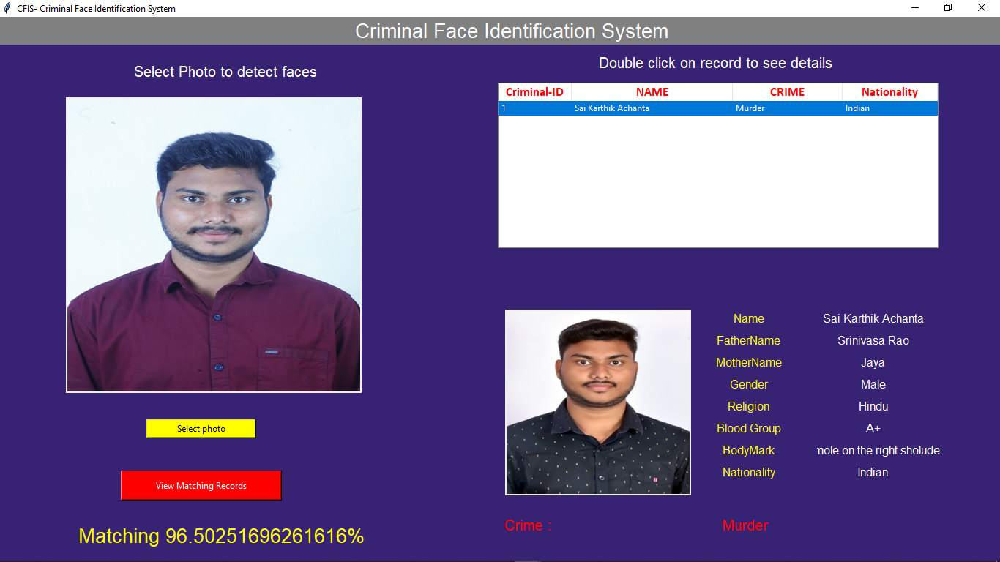 CFIS- Criminal Face Identification System
Criminal Face Identification System
Select Photo to detect faces
Select photo
View Matching Records
Matching 96.50251696261616%
Double click on record to see details
Criminal-ID NAME CRIME Nationality
1 Sai Karthik Achanta Murder Indian
Name Sai Karthik Achanta
FatherName Srinivasa Rao
MotherName Jaya
Gender Male
Religion Hindu
Blood Group A+
BodyMark mole on the right sholuder
Nationality Indian
Crime : Murder